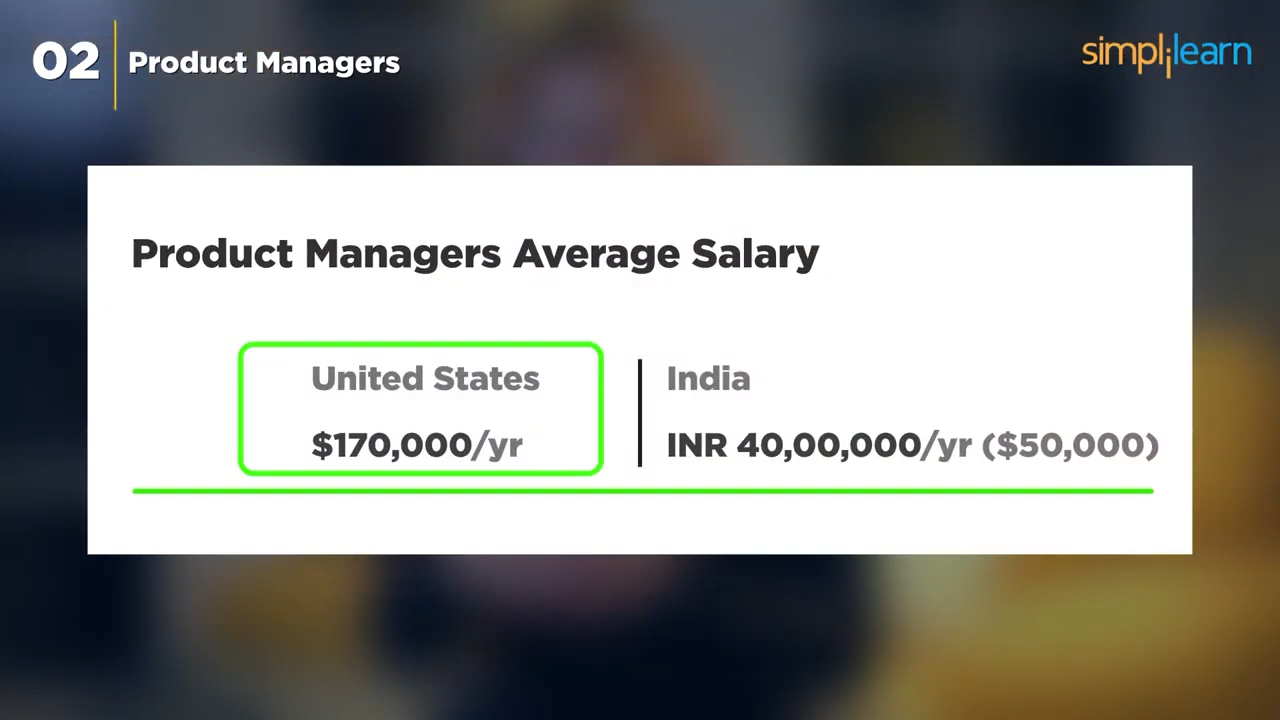 02
Product Managers
simplilearn
Product Managers Average Salary
United States
$170,000/yr
India
INR 40,00,000/yr ($50,000)